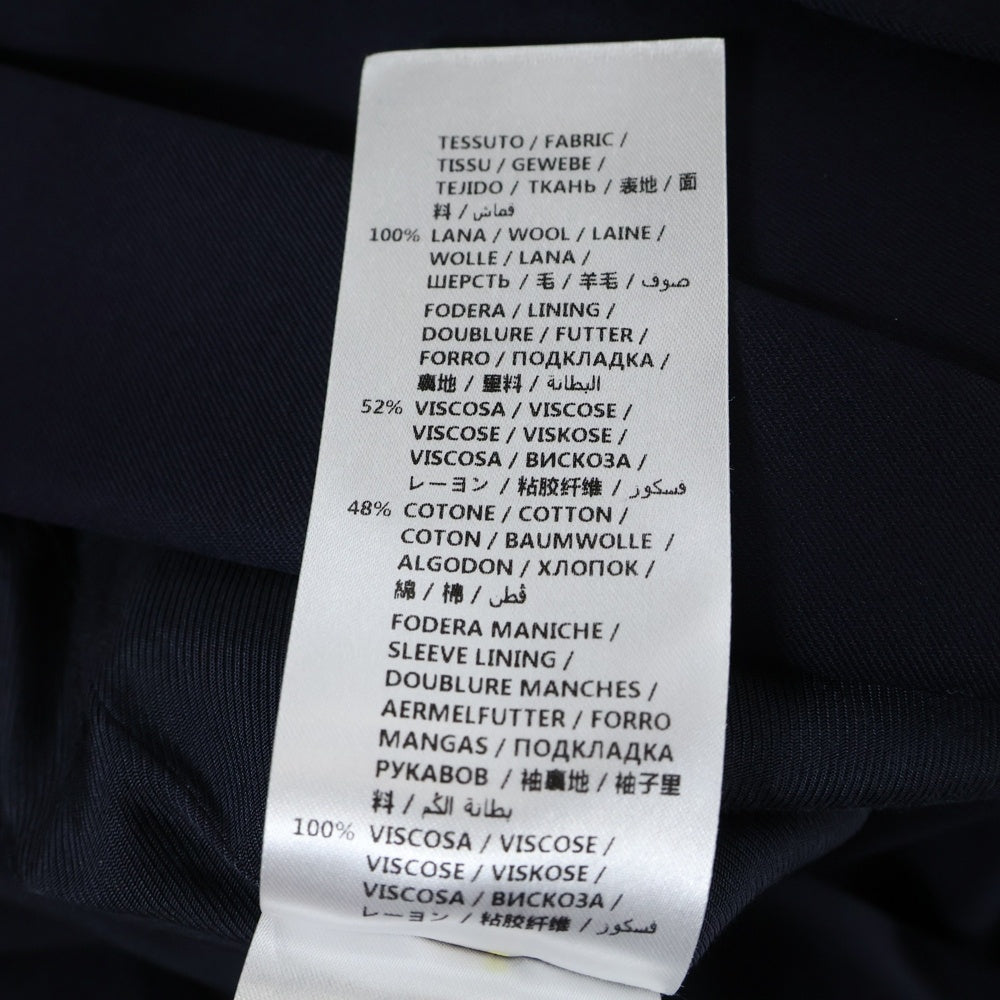 TESSUTO / FABRIC /
TISSU / GEWEBE /
TEJIDO / ТКАНЬ / 表地 / 面
料 / قماش
100% LANA / WOOL / LAINE /
WOLLE / LANA /
ШЕРСТЬ / 毛 / 羊毛 / صوف
FODERA / LINING /
DOUBLURE / FUTTER /
FORRO / ПОДКЛАДКА /
裏地 / 里料 / البطانة
52% VISCOSA / VISCOSE /
VISCOSE / VISKOSE /
VISCOSA / ВИСКОЗА /
レーヨン / 粘胶纤维 / فسكوز
48% COTONE / COTTON /
COTON / BAUMWOLLE /
ALGODON / ХЛОПОК /
綿 / 棉 / قطن
FODERA MANICHE /
SLEEVE LINING /
DOUBLURE MANCHES /
AERMELFUTTER / FORRO
MANGAS / ПОДКЛАДКА
РУКАВОВ / 袖裏地 / 袖子里
料 / بطانة الكم
100% VISCOSA / VISCOSE /
VISCOSE / VISKOSE /
VISCOSA / ВИСКОЗА /
レーヨン / 粘胶纤维 / فسكوز